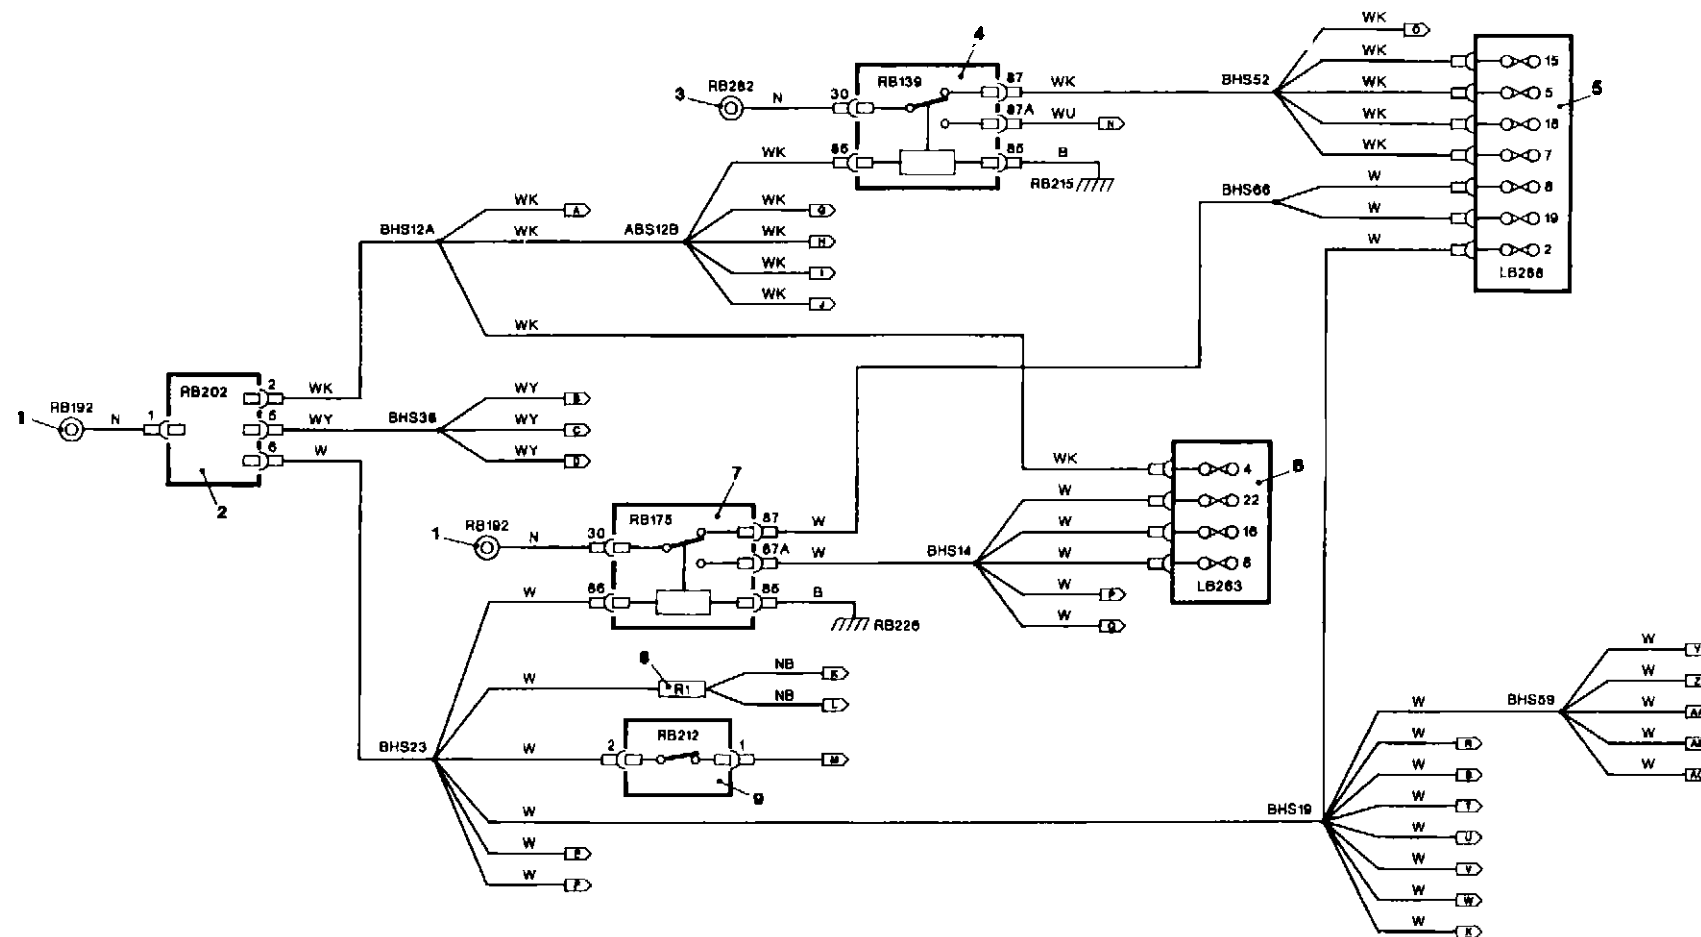 WK
O
4
WK
15
RB282
RB139
87
WK
5
3
N
30
WK
BHS52
5
87A
WK
18
WU
N
WK
7
WK
86
85
B
RB215
W
8
BHS66
WK
A
WK
G
W
19
BHS12A
WK
ABS12B
WK
H
WK
I
W
2
LB288
WK
J
WK
RB202
2
WK
WY
B
1
RB192
N
1
5
WY
BHS36
WY
C
6
W
WY
D
2
WK
4
6
7
W
22
RB175
87
W
1
RB192
N
30
W
16
87A
W
BHS14
W
6
LB263
W
86
85
B
W
P
RB226
W
Q
8
NB
K
W
R1
NB
L
W
Y
W
Z
RB212
W
BHS59
W
AA
BHS23
W
2
1
M
W
R
W
AB
9
W
S
W
AC
W
BHS19
W
T
W
U
W
E
W
V
W
F
W
W
W
X